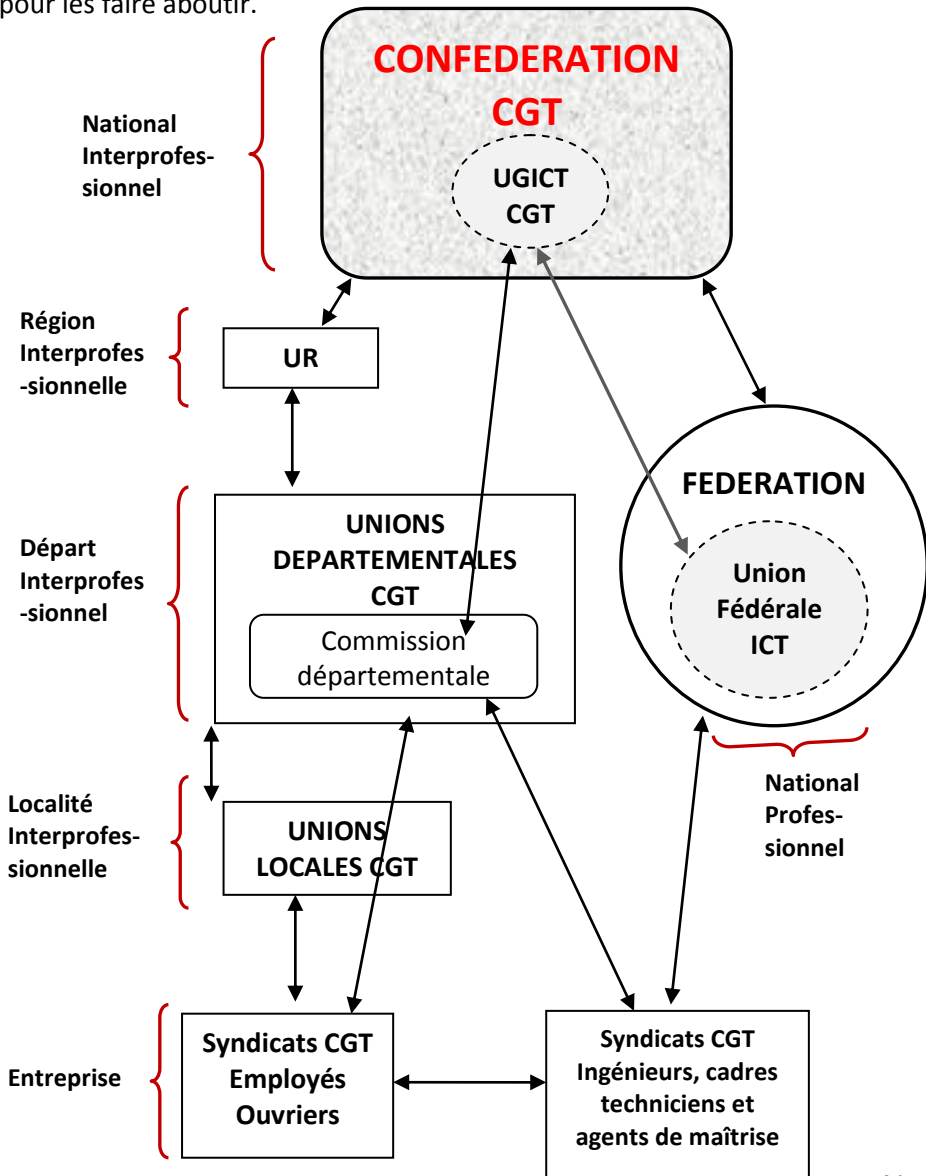 pour les faire aboutir.
CONFEDERATION
CGT
National
Interprofes-
sionnel
UGICT
CGT
Région
Interprofes
-sionnelle
UR
FEDERATION
UNIONS
DEPARTEMENTALES
CGT
Départ
Interprofes
-sionnel
Union
Fédérale
ICT
Commission
départementale
National
Profes-
sionnel
Localité
Interprofes-
sionnelle
UNIONS
LOCALES CGT
Entreprise
Syndicats CGT
Employés
Ouvriers
Syndicats CGT
Ingénieurs, cadres
techniciens et
agents de maîtrise